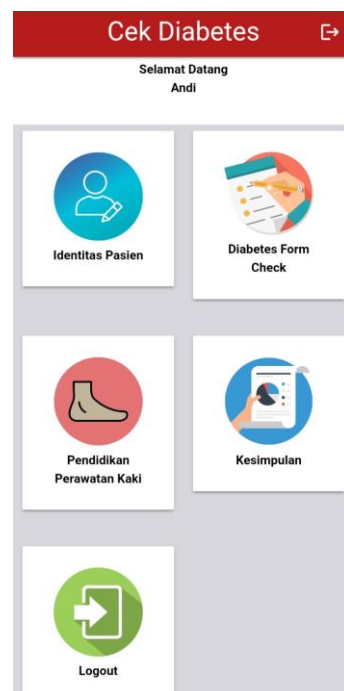 Cek Diabetes
Selamat Datang
Andi
Identitas Pasien
Diabetes Form
Check
Pendidikan
Perawatan Kaki
Kesimpulan
Logout